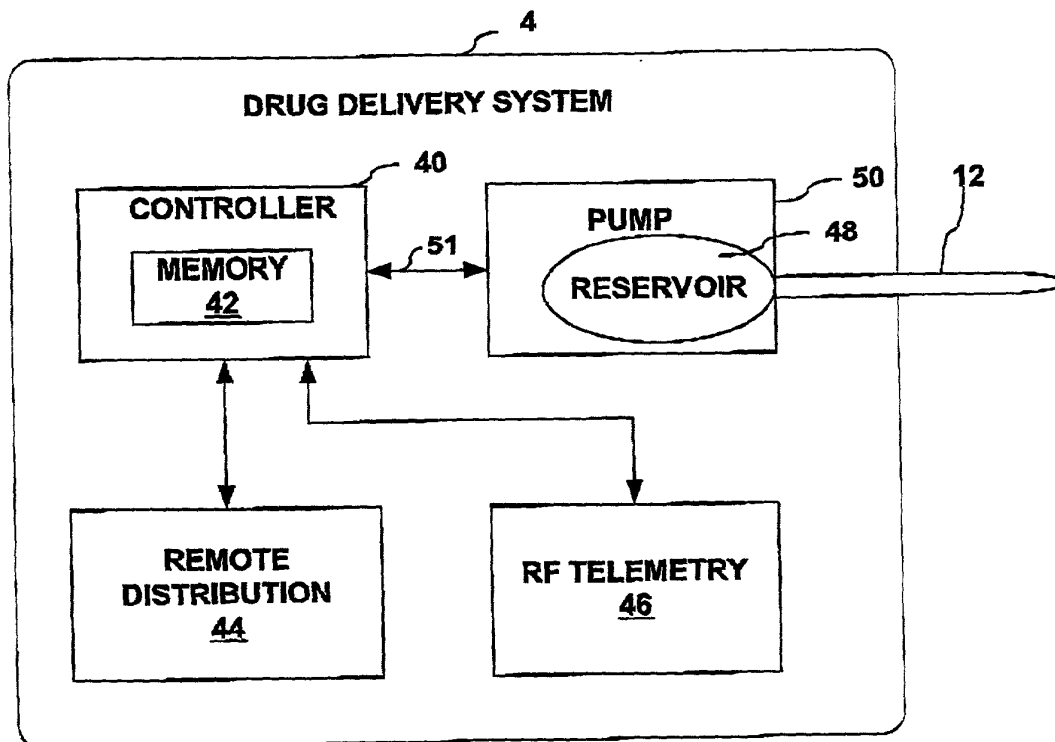 4
DRUG DELIVERY SYSTEM
40
CONTROLLER
MEMORY
42
51
50
PUMP
48
RESERVOIR
12
REMOTE
DISTRIBUTION
44
RF TELEMETRY
46